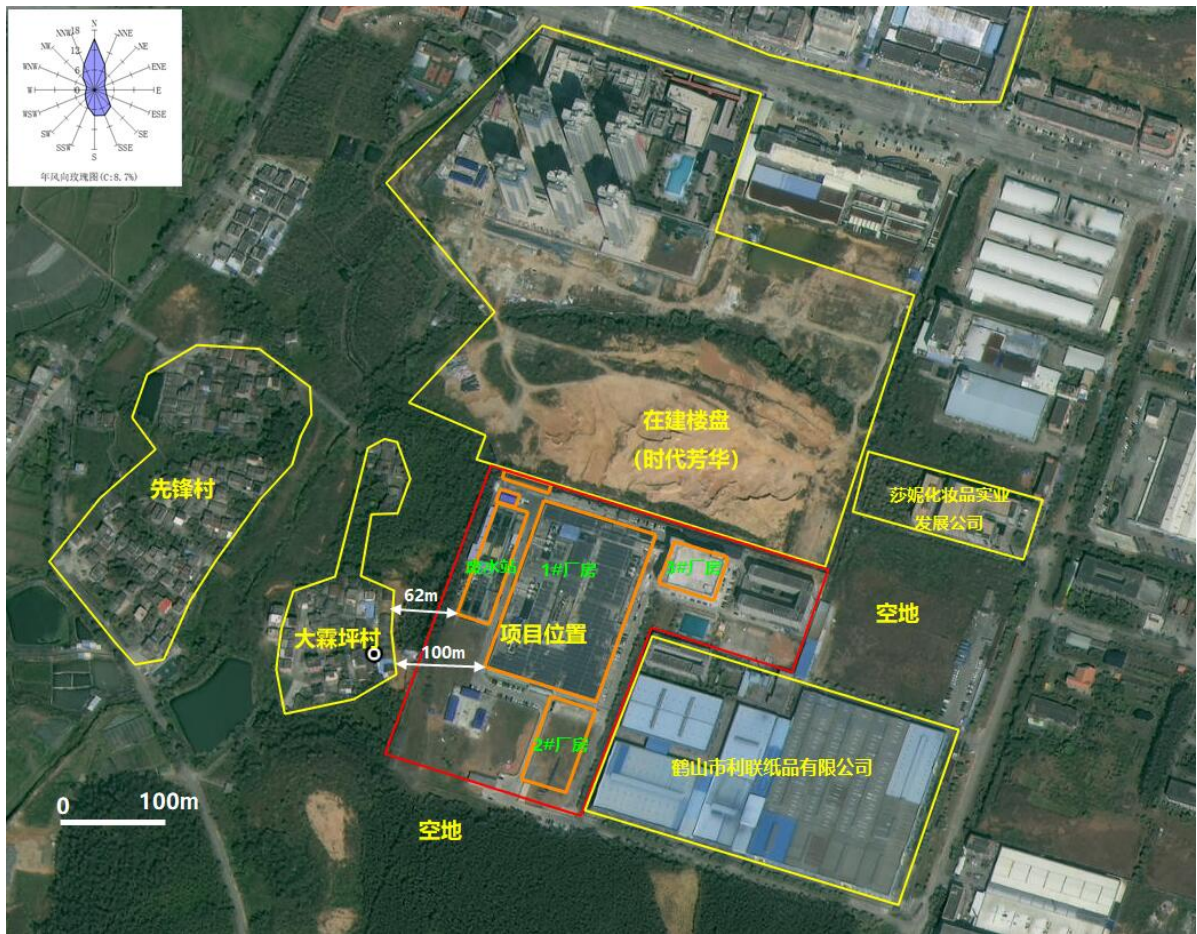 N
NNW
NNE
18
NW
NE
12
WNW
ENE
6
W
0
E
WSW
ESE
SW
SE
SSW
SSE
S
年风向玫瑰图(C:8.7%)
在建楼盘
(时代芳华)
先锋村
莎妮化妆品实业
发展公司
废水站
1#厂房
3#厂房
62m
空地
项目位置
大霖坪村
100m
2#厂房
鹤山市利联纸品有限公司
0
100m
空地